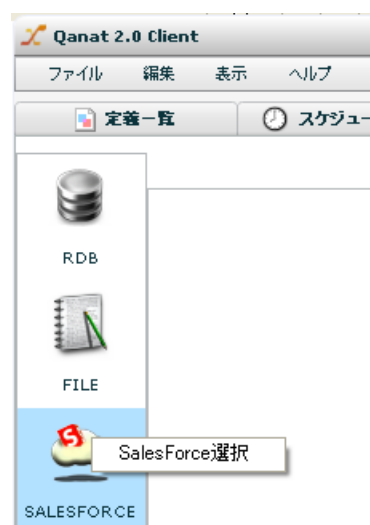 Qanat 2.0 Client
ファイル 編集 表示 ヘルプ
定義一覧 スケジュー
RDB
FILE
S
SalesForce選択
SALESFORCE